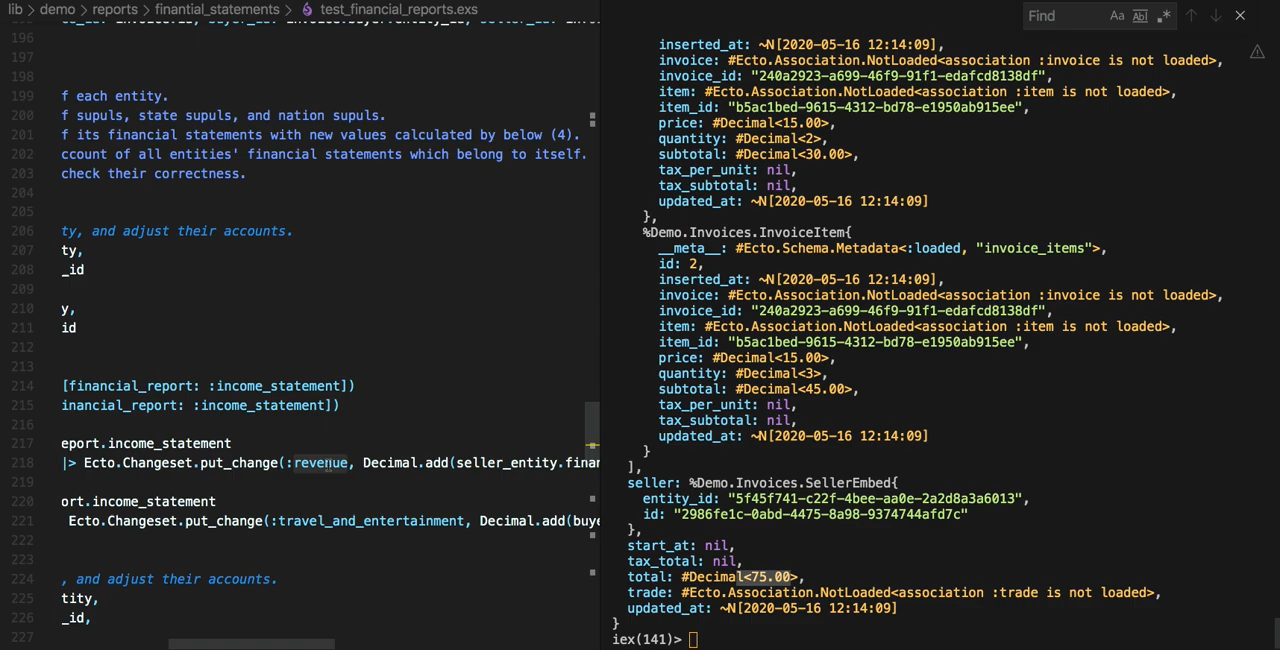 lib > demo > reports > finantial_statements > test_financial_reports.exs
196
197
198
199 f each entity.
200 f supuls, state supuls, and nation supuls.
201 f its financial statements with new values calculated by below (4).
202 ccount of all entities' financial statements which belong to itself.
203 check their correctness.
204
205
206 ty, and adjust their accounts.
207 ty,
208 _id
209
210 y,
211 id
212
213
214 [financial_report: :income_statement])
215 inancial_report: :income_statement])
216
217 eport.income_statement
218 |> Ecto.Changeset.put_change(:revenue, Decimal.add(seller_entity.finan
219
220 ort.income_statement
221 Ecto.Changeset.put_change(:travel_and_entertainment, Decimal.add(buye
222
223
224 , and adjust their accounts.
225 tity,
226 _id,
227
Find Aa Abl .*
inserted_at: ~N[2020-05-16 12:14:09],
invoice: #Ecto.Association.NotLoaded<association :invoice is not loaded>,
invoice_id: "240a2923-a699-46f9-91f1-edafcd8138df",
item: #Ecto.Association.NotLoaded<association :item is not loaded>,
item_id: "b5ac1bed-9615-4312-bd78-e1950ab915ee",
price: #Decimal<15.00>,
quantity: #Decimal<2>,
subtotal: #Decimal<30.00>,
tax_per_unit: nil,
tax_subtotal: nil,
updated_at: ~N[2020-05-16 12:14:09]
},
%Demo.Invoices.InvoiceItem{
__meta__: #Ecto.Schema.Metadata<:loaded, "invoice_items">,
id: 2,
inserted_at: ~N[2020-05-16 12:14:09],
invoice: #Ecto.Association.NotLoaded<association :invoice is not loaded>,
invoice_id: "240a2923-a699-46f9-91f1-edafcd8138df",
item: #Ecto.Association.NotLoaded<association :item is not loaded>,
item_id: "b5ac1bed-9615-4312-bd78-e1950ab915ee",
price: #Decimal<15.00>,
quantity: #Decimal<3>,
subtotal: #Decimal<45.00>,
tax_per_unit: nil,
tax_subtotal: nil,
updated_at: ~N[2020-05-16 12:14:09]
}
],
seller: %Demo.Invoices.SellerEmbed{
entity_id: "5f45f741-c22f-4bee-aa0e-2a2d8a3a6013",
id: "2986fe1c-0abd-4475-8a98-9374744afd7c"
},
start_at: nil,
tax_total: nil,
total: #Decimal<75.00>,
trade: #Ecto.Association.NotLoaded<association :trade is not loaded>,
updated_at: ~N[2020-05-16 12:14:09]
}
iex(141)>